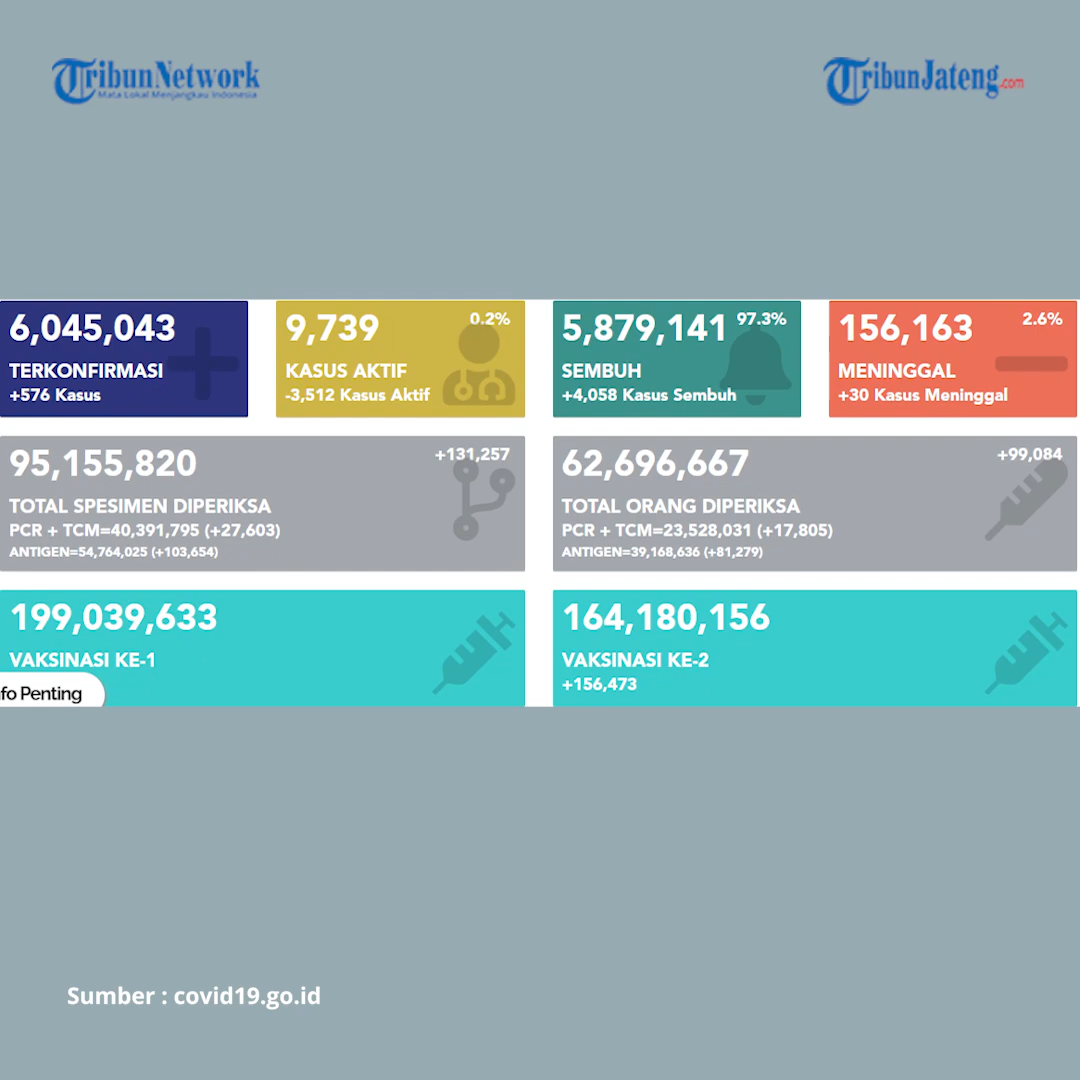 TribunNetwork
Mata Lokal Menjangkau Indonesia
TribunJateng.com
6,045,043
TERKONFIRMASI
+576 Kasus
9,739
0.2%
KASUS AKTIF
-3,512 Kasus Aktif
5,879,141
97.3%
SEMBUH
+4,058 Kasus Sembuh
156,163
2.6%
MENINGGAL
+30 Kasus Meninggal
95,155,820
+131,257
TOTAL SPESIMEN DIPERIKSA
PCR + TCM=40,391,795 (+27,603)
ANTIGEN=54,764,025 (+103,654)
62,696,667
+99,084
TOTAL ORANG DIPERIKSA
PCR + TCM=23,528,031 (+17,805)
ANTIGEN=39,168,636 (+81,279)
199,039,633
VAKSINASI KE-1
fo Penting
164,180,156
VAKSINASI KE-2
+156,473
Sumber : covid19.go.id